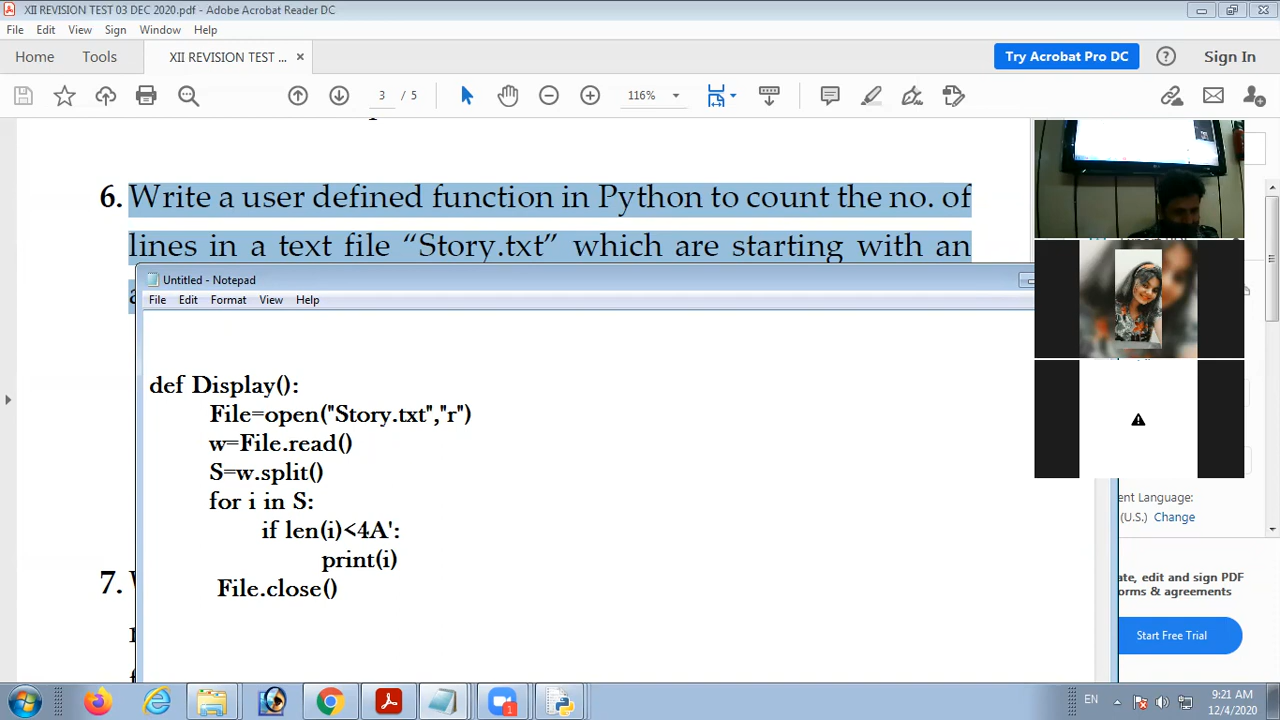 XII REVISION TEST 03 DEC 2020.pdf - Adobe Acrobat Reader DC
File Edit View Sign Window Help
Home Tools XII REVISION TEST ... × Try Acrobat Pro DC Sign In
3 / 5 116%
6. Write a user defined function in Python to count the no. of
lines in a text file “Story.txt” which are starting with an
Untitled - Notepad
File Edit Format View Help
def Display():
File=open("Story.txt","r")
w=File.read()
S=w.split()
for i in S:
if len(i)<4A':
print(i)
File.close()
7.
ent Language:
(U.S.) Change
ate, edit and sign PDF
orms & agreements
Start Free Trial
EN 9:21 AM
12/4/2020